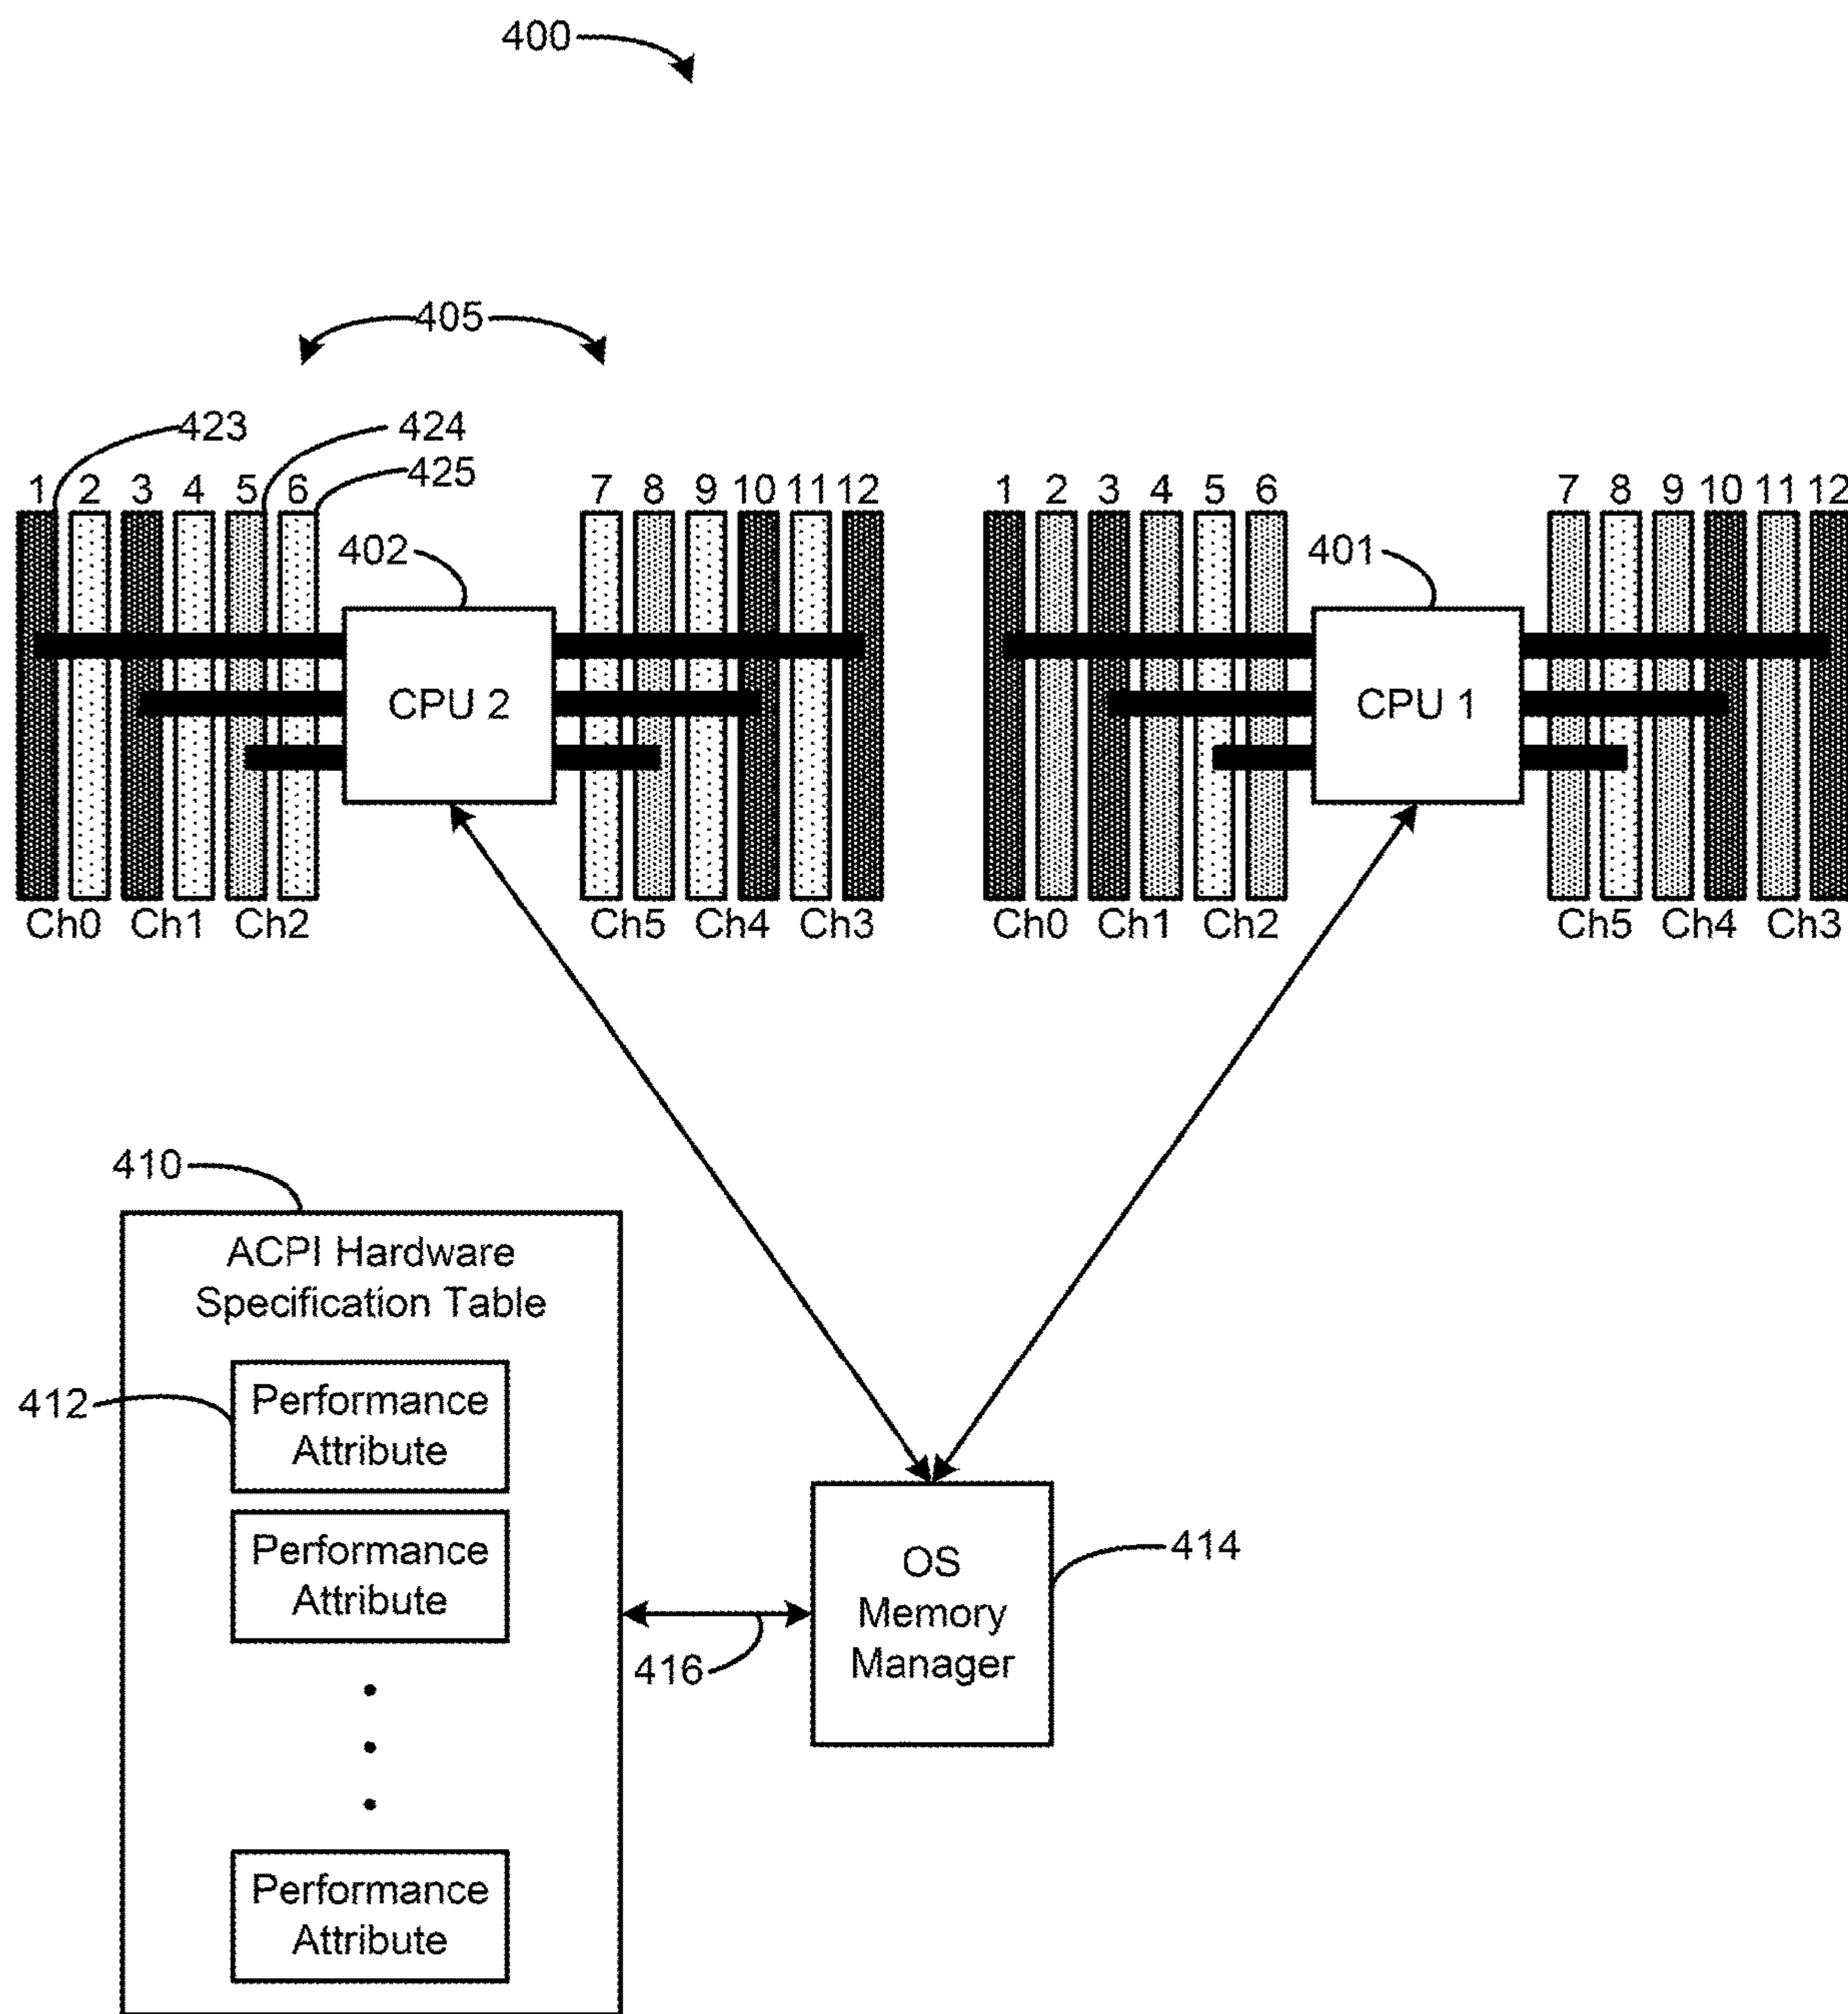 400
405
423 424
425
1 2 3 4 5 6 7 8 9 10 11 12 1 2 3 4 5 6 7 8 9 10 11 12
402 401
CPU 2 CPU 1
Ch0 Ch1 Ch2 Ch5 Ch4 Ch3 Ch0 Ch1 Ch2 Ch5 Ch4 Ch3
410
ACPI Hardware
Specification Table
412
Performance
Attribute
Performance
Attribute
Performance
Attribute
416
OS
Memory
Manager
414